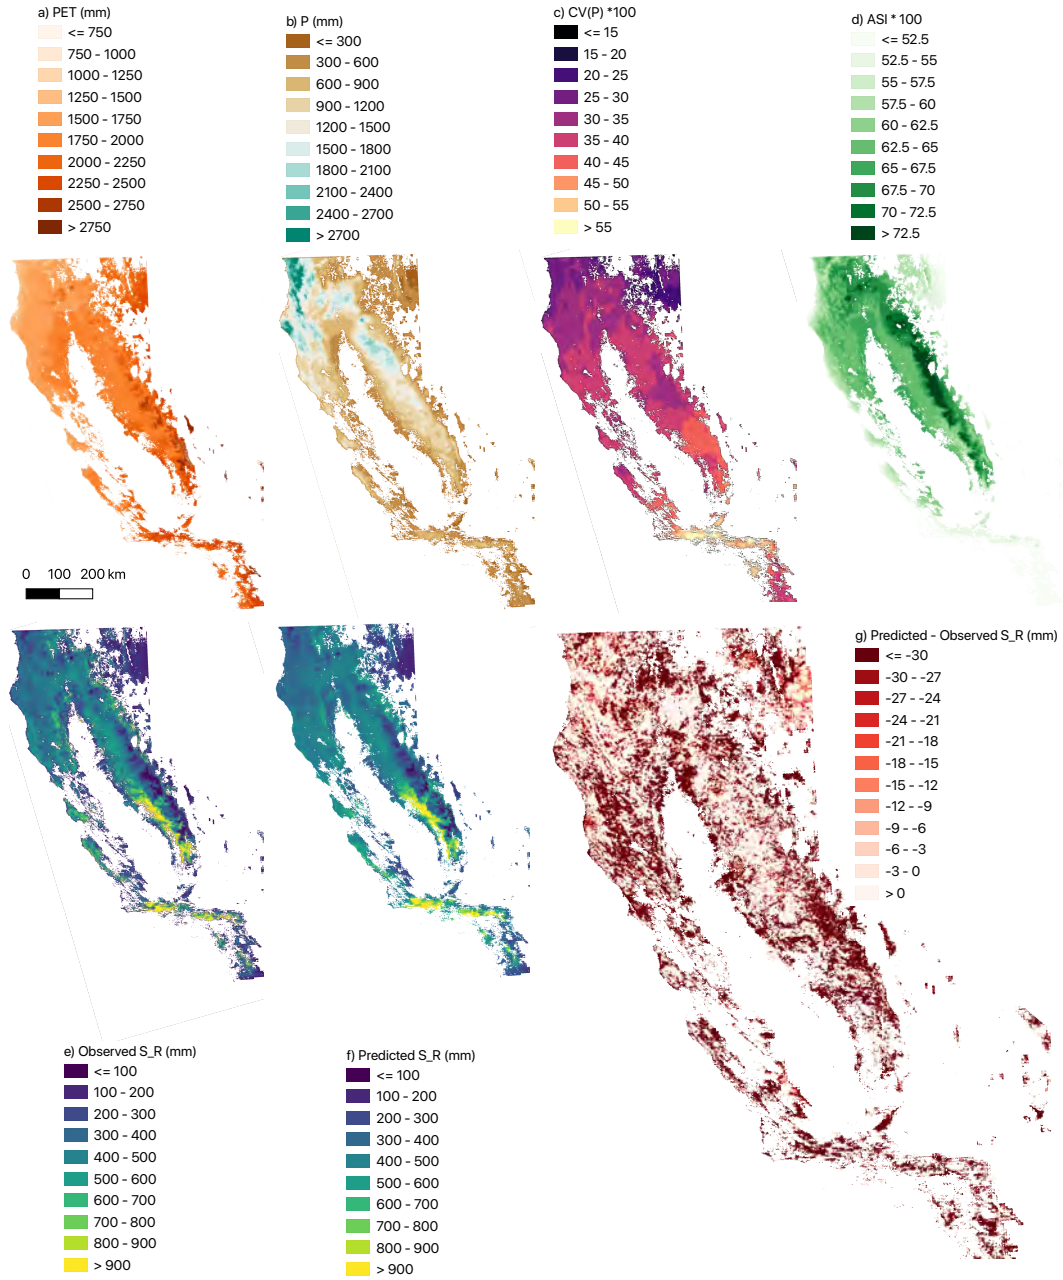 a) PET (mm)
<= 750
750 - 1000
1000 - 1250
1250 - 1500
1500 - 1750
1750 - 2000
2000 - 2250
2250 - 2500
2500 - 2750
> 2750
b) P (mm)
<= 300
300 - 600
600 - 900
900 - 1200
1200 - 1500
1500 - 1800
1800 - 2100
2100 - 2400
2400 - 2700
> 2700
c) CV(P) *100
<= 15
15 - 20
20 - 25
25 - 30
30 - 35
35 - 40
40 - 45
45 - 50
50 - 55
> 55
d) ASI * 100
<= 52.5
52.5 - 55
55 - 57.5
57.5 - 60
60 - 62.5
62.5 - 65
65 - 67.5
67.5 - 70
70 - 72.5
> 72.5
0 100 200 km
g) Predicted - Observed S_R (mm)
<= -30
-30 - -27
-27 - -24
-24 - -21
-21 - -18
-18 - -15
-15 - -12
-12 - -9
-9 - -6
-6 - -3
-3 - 0
> 0
e) Observed S_R (mm)
<= 100
100 - 200
200 - 300
300 - 400
400 - 500
500 - 600
600 - 700
700 - 800
800 - 900
> 900
f) Predicted S_R (mm)
<= 100
100 - 200
200 - 300
300 - 400
400 - 500
500 - 600
600 - 700
700 - 800
800 - 900
> 900